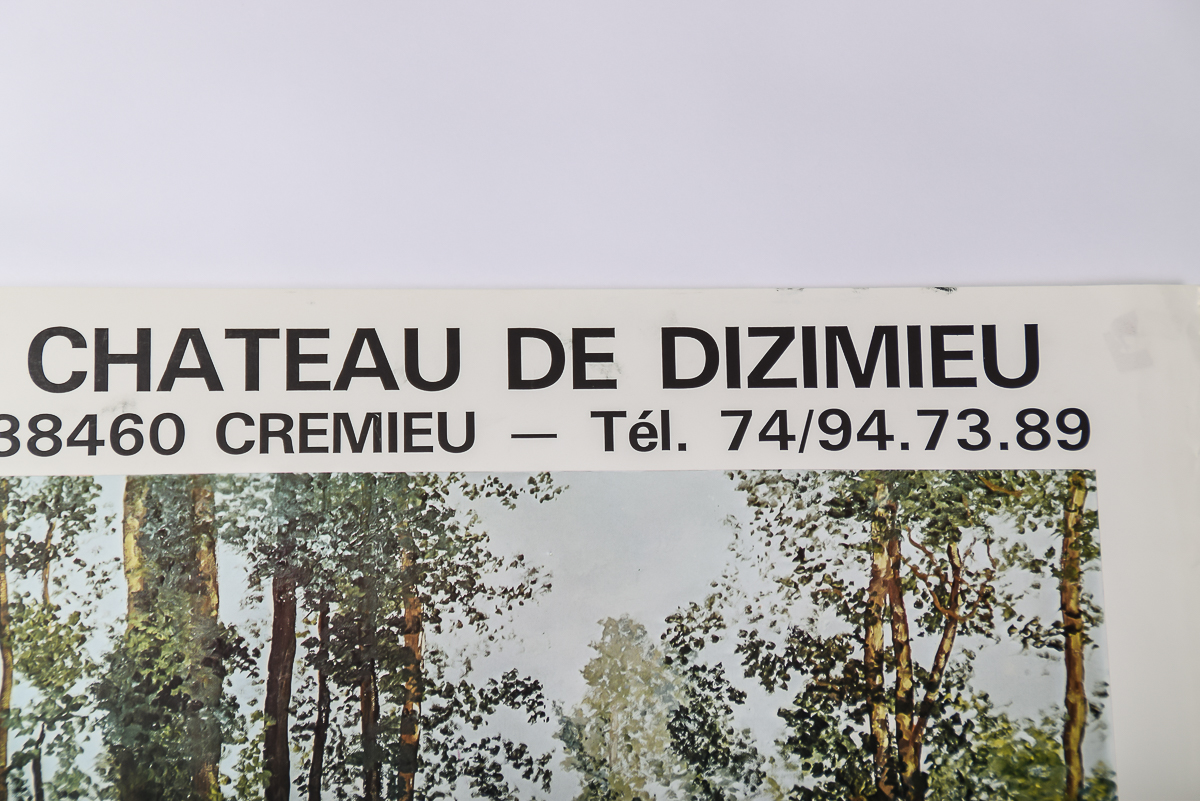 CHATEAU DE DIZIMIEU
38460 CREMIEU — Tél. 74/94.73.89